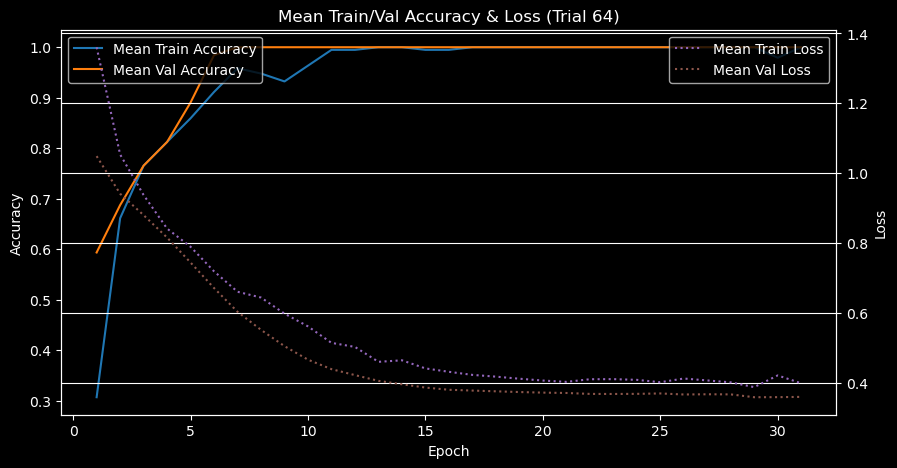 Mean Train/Val Accuracy & Loss (Trial 64)
Mean Train Accuracy
Mean Val Accuracy
Mean Train Loss
Mean Val Loss
1.0
0.9
0.8
0.7
0.6
0.5
0.4
0.3
Accuracy
1.4
1.2
1.0
0.8
0.6
0.4
Loss
0 5 10 15 20 25 30
Epoch